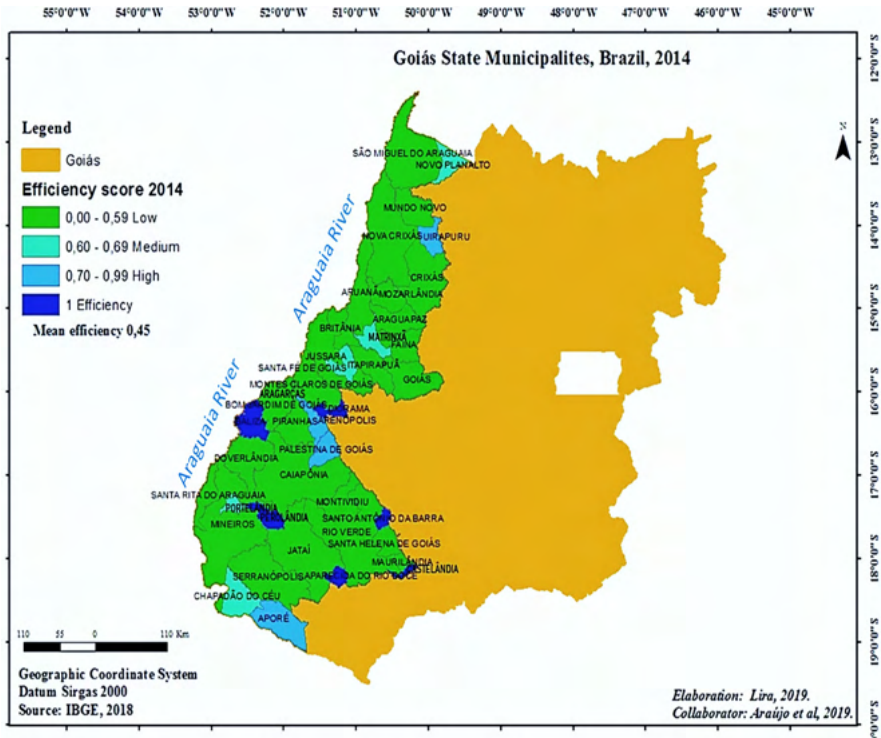 55°0'0"W 54°0'0"W 53°0'0"W 52°0'0"W 51°0'0"W 50°0'0"W 49°0'0"W 48°0'0"W 47°0'0"W 46°0'0"W 45°0'0"W
Goiás State Municipalites, Brazil, 2014
12°0'0"S
13°0'0"S
14°0'0"S
15°0'0"S
16°0'0"S
17°0'0"S
18°0'0"S
19°0'0"S
N
Legend
Goiás
Efficiency score 2014
0,00 - 0,59 Low
0,60 - 0,69 Medium
0,70 - 0,99 High
1 Efficiency
Mean efficiency 0,45
Araguaia River
Araguaia River
SÃO MIGUEL DO ARAGUAIA
NOVO PLANALTO
MUNDO NOVO
NOVA CRIXÁS
UIRAPURU
CRIXÁS
ARUANÃ
MOZARLÂNDIA
ARAGUAPAZ
BRITÂNIA
MATRINXÃ
FAINA
JUSSARA
SANTA FÉ DE GOIÁS
ITAPIRAPUÃ
GOIÁS
MONTES CLAROS DE GOIÁS
ARAGARÇAS
BOM JARDIM DE GOIÁS
PIRANHAS
ARENÓPOLIS
PALESTINA DE GOIÁS
DOVERLÂNDIA
CAIAPÔNIA
SANTA RITA DO ARAGUAIA
PORTELÂNDIA
MONTIVIDIU
MINEIROS
SANTO ANTÔNIO DA BARRA
RIO VERDE
SANTA HELENA DE GOIÁS
JATAÍ
MAURILÂNDIA
SERRANÓPOLIS
APARECIDA DO RIO DOCE
CHAPADÃO DO CÉU
APORÉ
110 55 0 110 Km
Geographic Coordinate System
Datum Sirgas 2000
Source: IBGE, 2018
Elaboration: Lira, 2019.
Collaborator: Araújo et al, 2019.